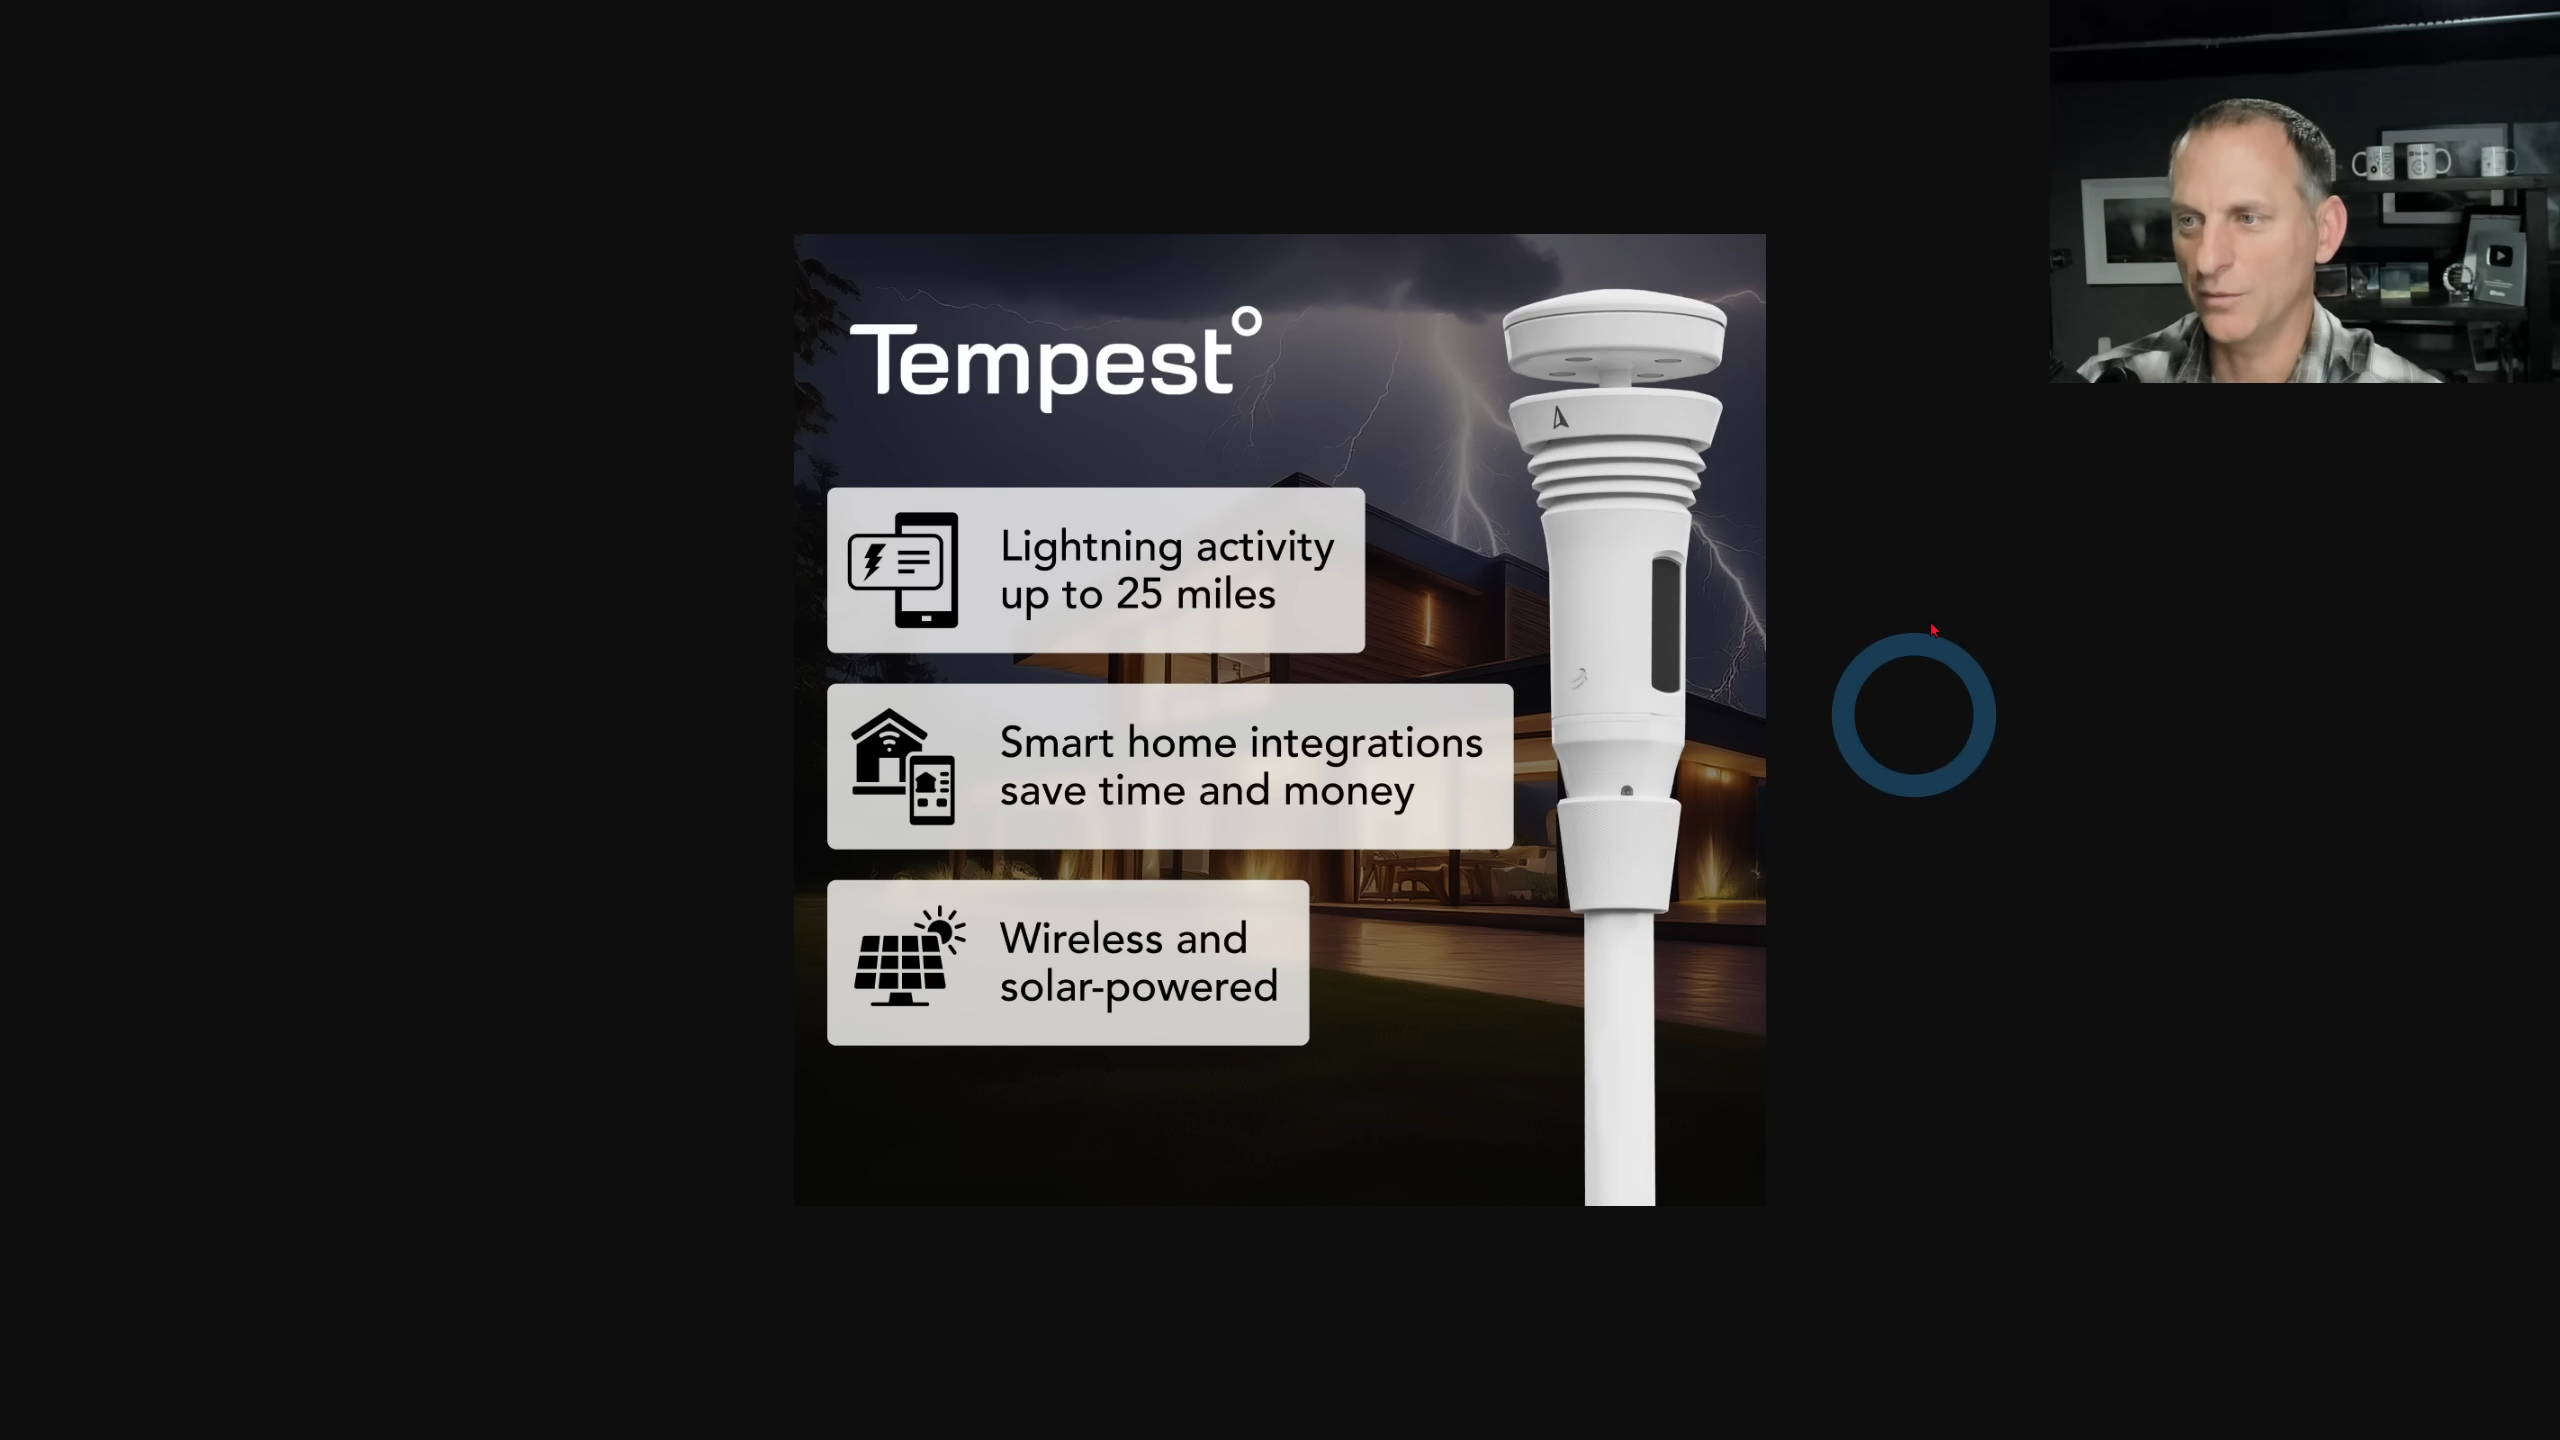 Tempest°
Lightning activity
up to 25 miles
Smart home integrations
save time and money
Wireless and
solar-powered